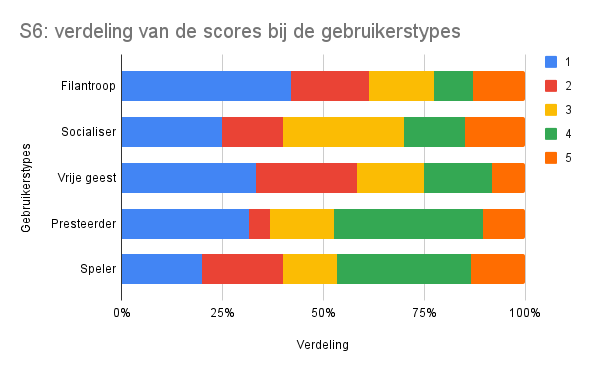 S6: verdeling van de scores bij de gebruikerstypes
1
2
3
4
5
Gebruikerstypes
Filantroop
Socialiser
Vrije geest
Presteerder
Speler
0%
25%
50%
75%
100%
Verdeling